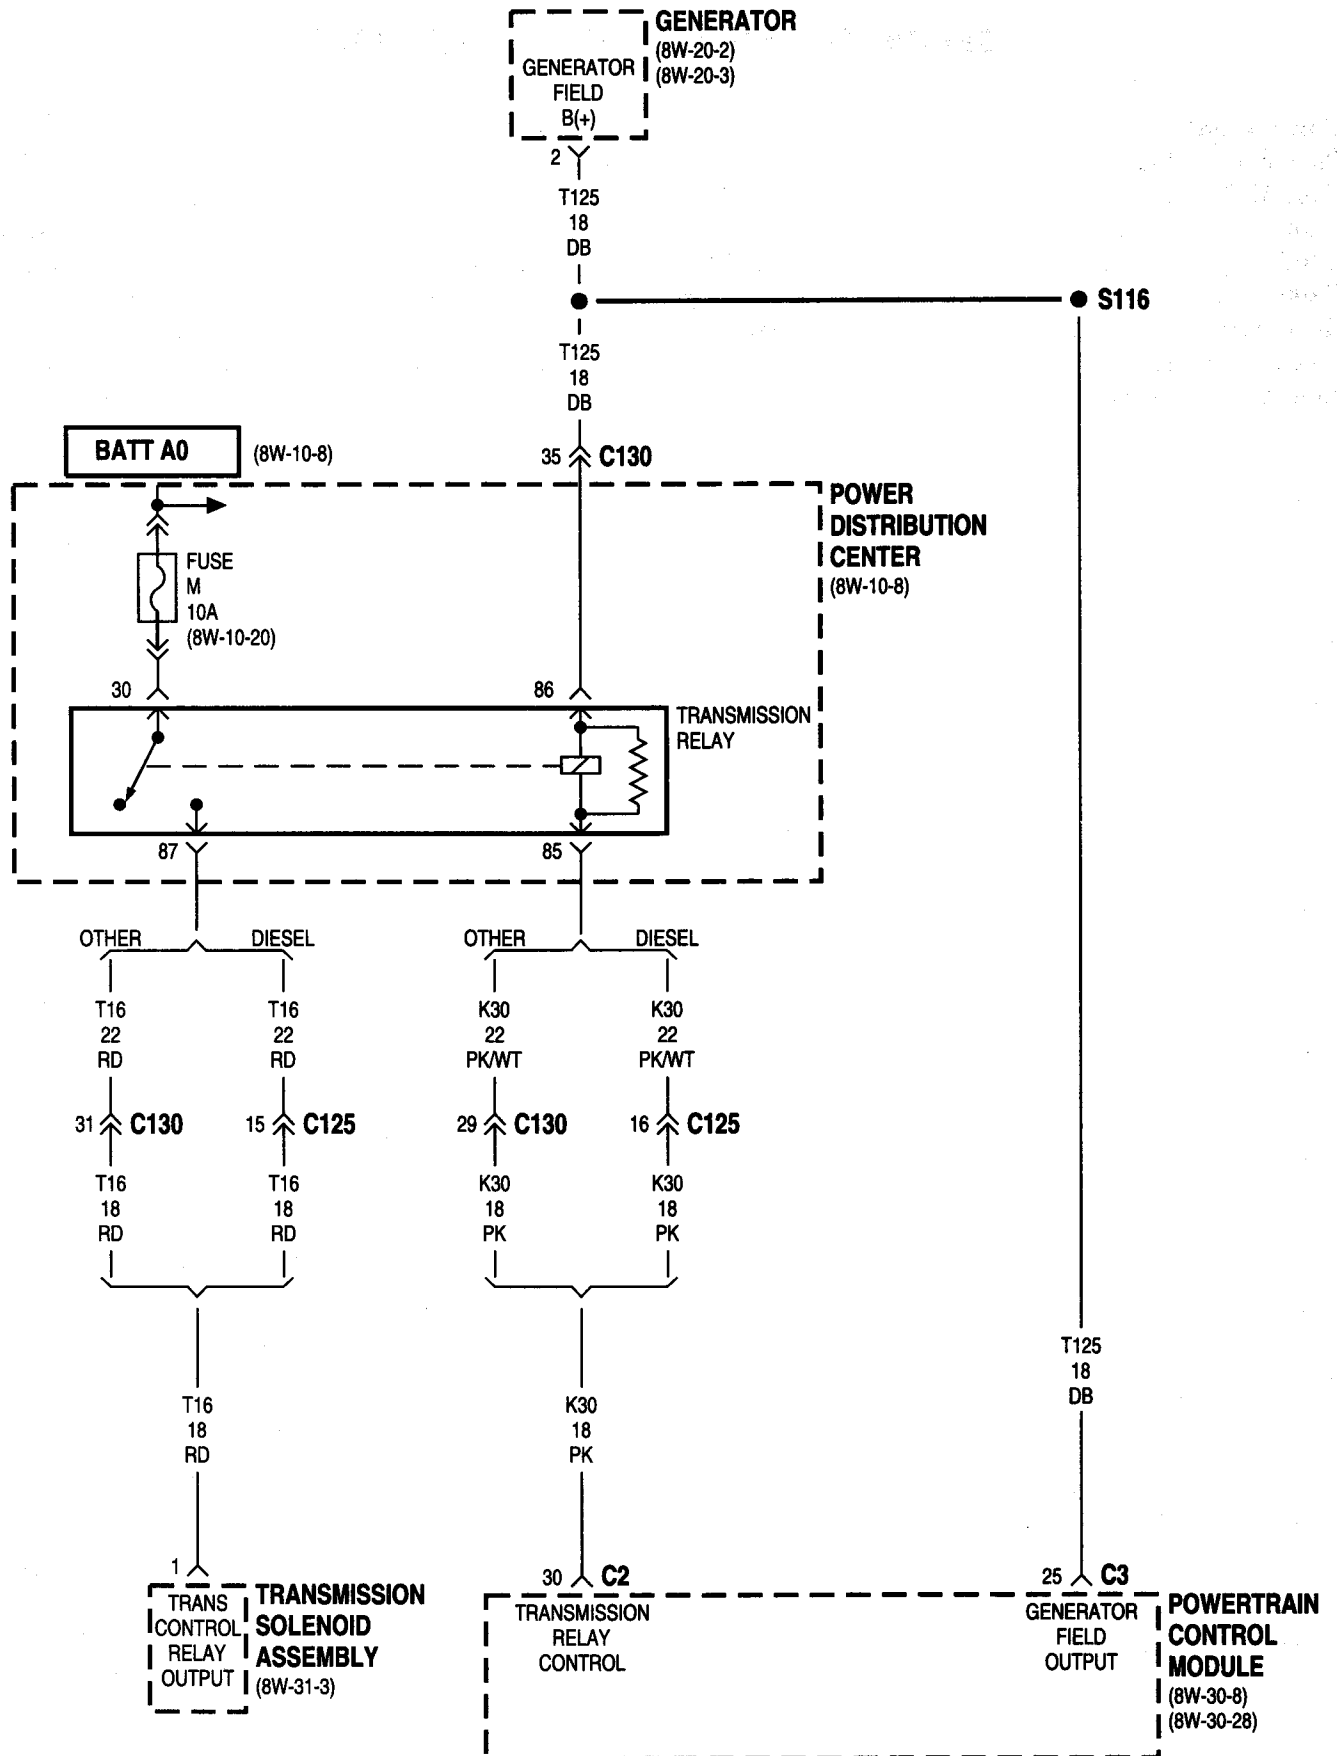 GENERATOR
(8W-20-2)
(8W-20-3)
GENERATOR
FIELD
B(+)
2
T125
18
DB
S116
T125
18
DB
BATT A0
(8W-10-8)
35
C130
POWER
DISTRIBUTION
CENTER
(8W-10-8)
FUSE
M
10A
(8W-10-20)
30
86
TRANSMISSION
RELAY
87
85
OTHER
DIESEL
OTHER
DIESEL
T16
22
RD
T16
22
RD
K30
22
PK/WT
K30
22
PK/WT
31
C130
15
C125
29
C130
16
C125
T16
18
RD
T16
18
RD
K30
18
PK
K30
18
PK
T125
18
DB
T16
18
RD
K30
18
PK
1
30
C2
25
C3
TRANS
CONTROL
RELAY
OUTPUT
TRANSMISSION
SOLENOID
ASSEMBLY
(8W-31-3)
TRANSMISSION
RELAY
CONTROL
GENERATOR
FIELD
OUTPUT
POWERTRAIN
CONTROL
MODULE
(8W-30-8)
(8W-30-28)